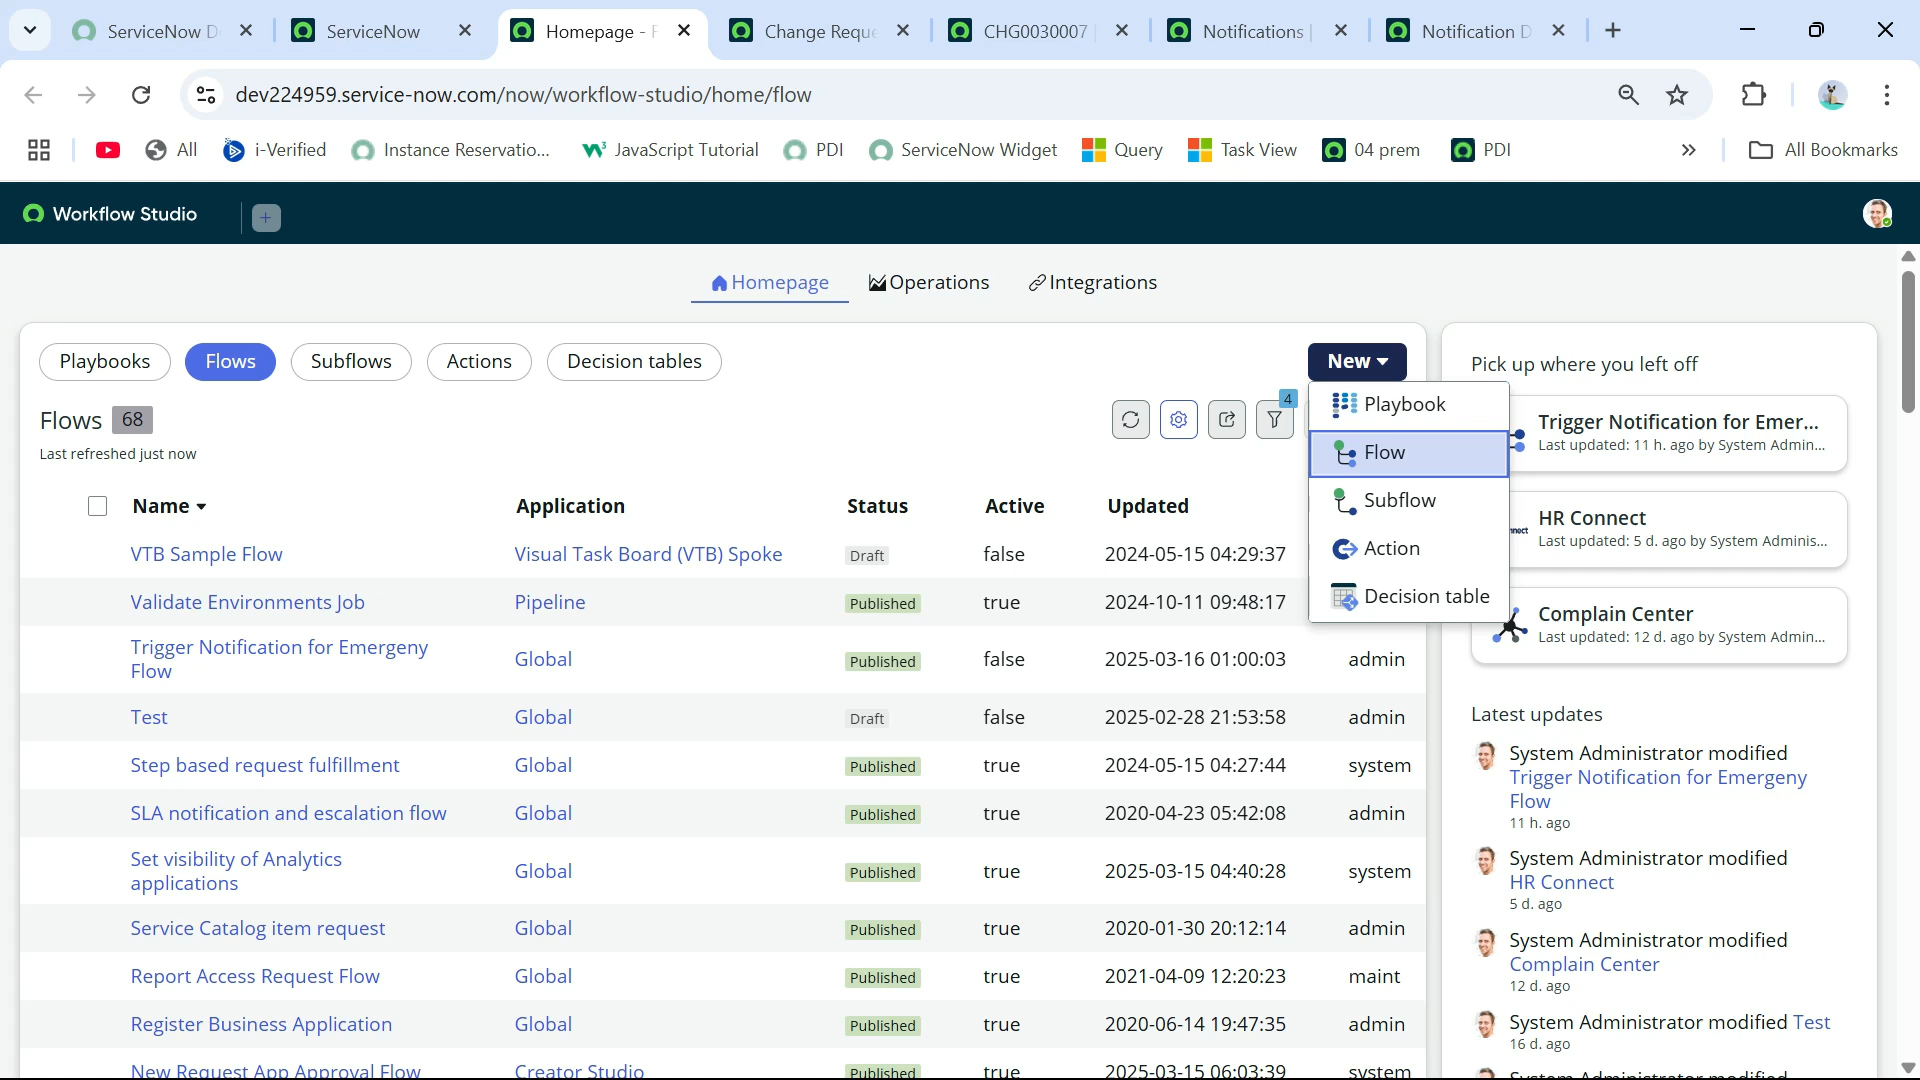 ServiceNow D
ServiceNow
Homepage - F
Change Reque
CHG0030007
Notifications |
Notification D
dev224959.service-now.com/now/workflow-studio/home/flow
All
i-Verified
Instance Reservatio...
JavaScript Tutorial
PDI
ServiceNow Widget
Query
Task View
04 prem
PDI
All Bookmarks
Workflow Studio
Homepage
Operations
Integrations
Playbooks
Flows
Subflows
Actions
Decision tables
New
Playbook
Flow
Subflow
Action
Decision table
Flows 68
Last refreshed just now
4
Name Application Status Active Updated
VTB Sample Flow Visual Task Board (VTB) Spoke Draft false 2024-05-15 04:29:37
Validate Environments Job Pipeline Published true 2024-10-11 09:48:17
Trigger Notification for Emergeny
Flow
Global Published false 2025-03-16 01:00:03 admin
Test Global Draft false 2025-02-28 21:53:58 admin
Step based request fulfillment Global Published true 2024-05-15 04:27:44 system
SLA notification and escalation flow Global Published true 2020-04-23 05:42:08 admin
Set visibility of Analytics
applications
Global Published true 2025-03-15 04:40:28 system
Service Catalog item request Global Published true 2020-01-30 20:12:14 admin
Report Access Request Flow Global Published true 2021-04-09 12:20:23 maint
Register Business Application Global Published true 2020-06-14 19:47:35 admin
New Request App Approval Flow Creator Studio Published true 2025-03-15 06:03:39 system
Pick up where you left off
Trigger Notification for Emer...
Last updated: 11 h. ago by System Admin...
HR Connect
Last updated: 5 d. ago by System Adminis...
Complain Center
Last updated: 12 d. ago by System Admin...
Latest updates
System Administrator modified
Trigger Notification for Emergeny
Flow
11 h. ago
System Administrator modified
HR Connect
5 d. ago
System Administrator modified
Complain Center
12 d. ago
System Administrator modified Test
16 d. ago
System Administrator modified